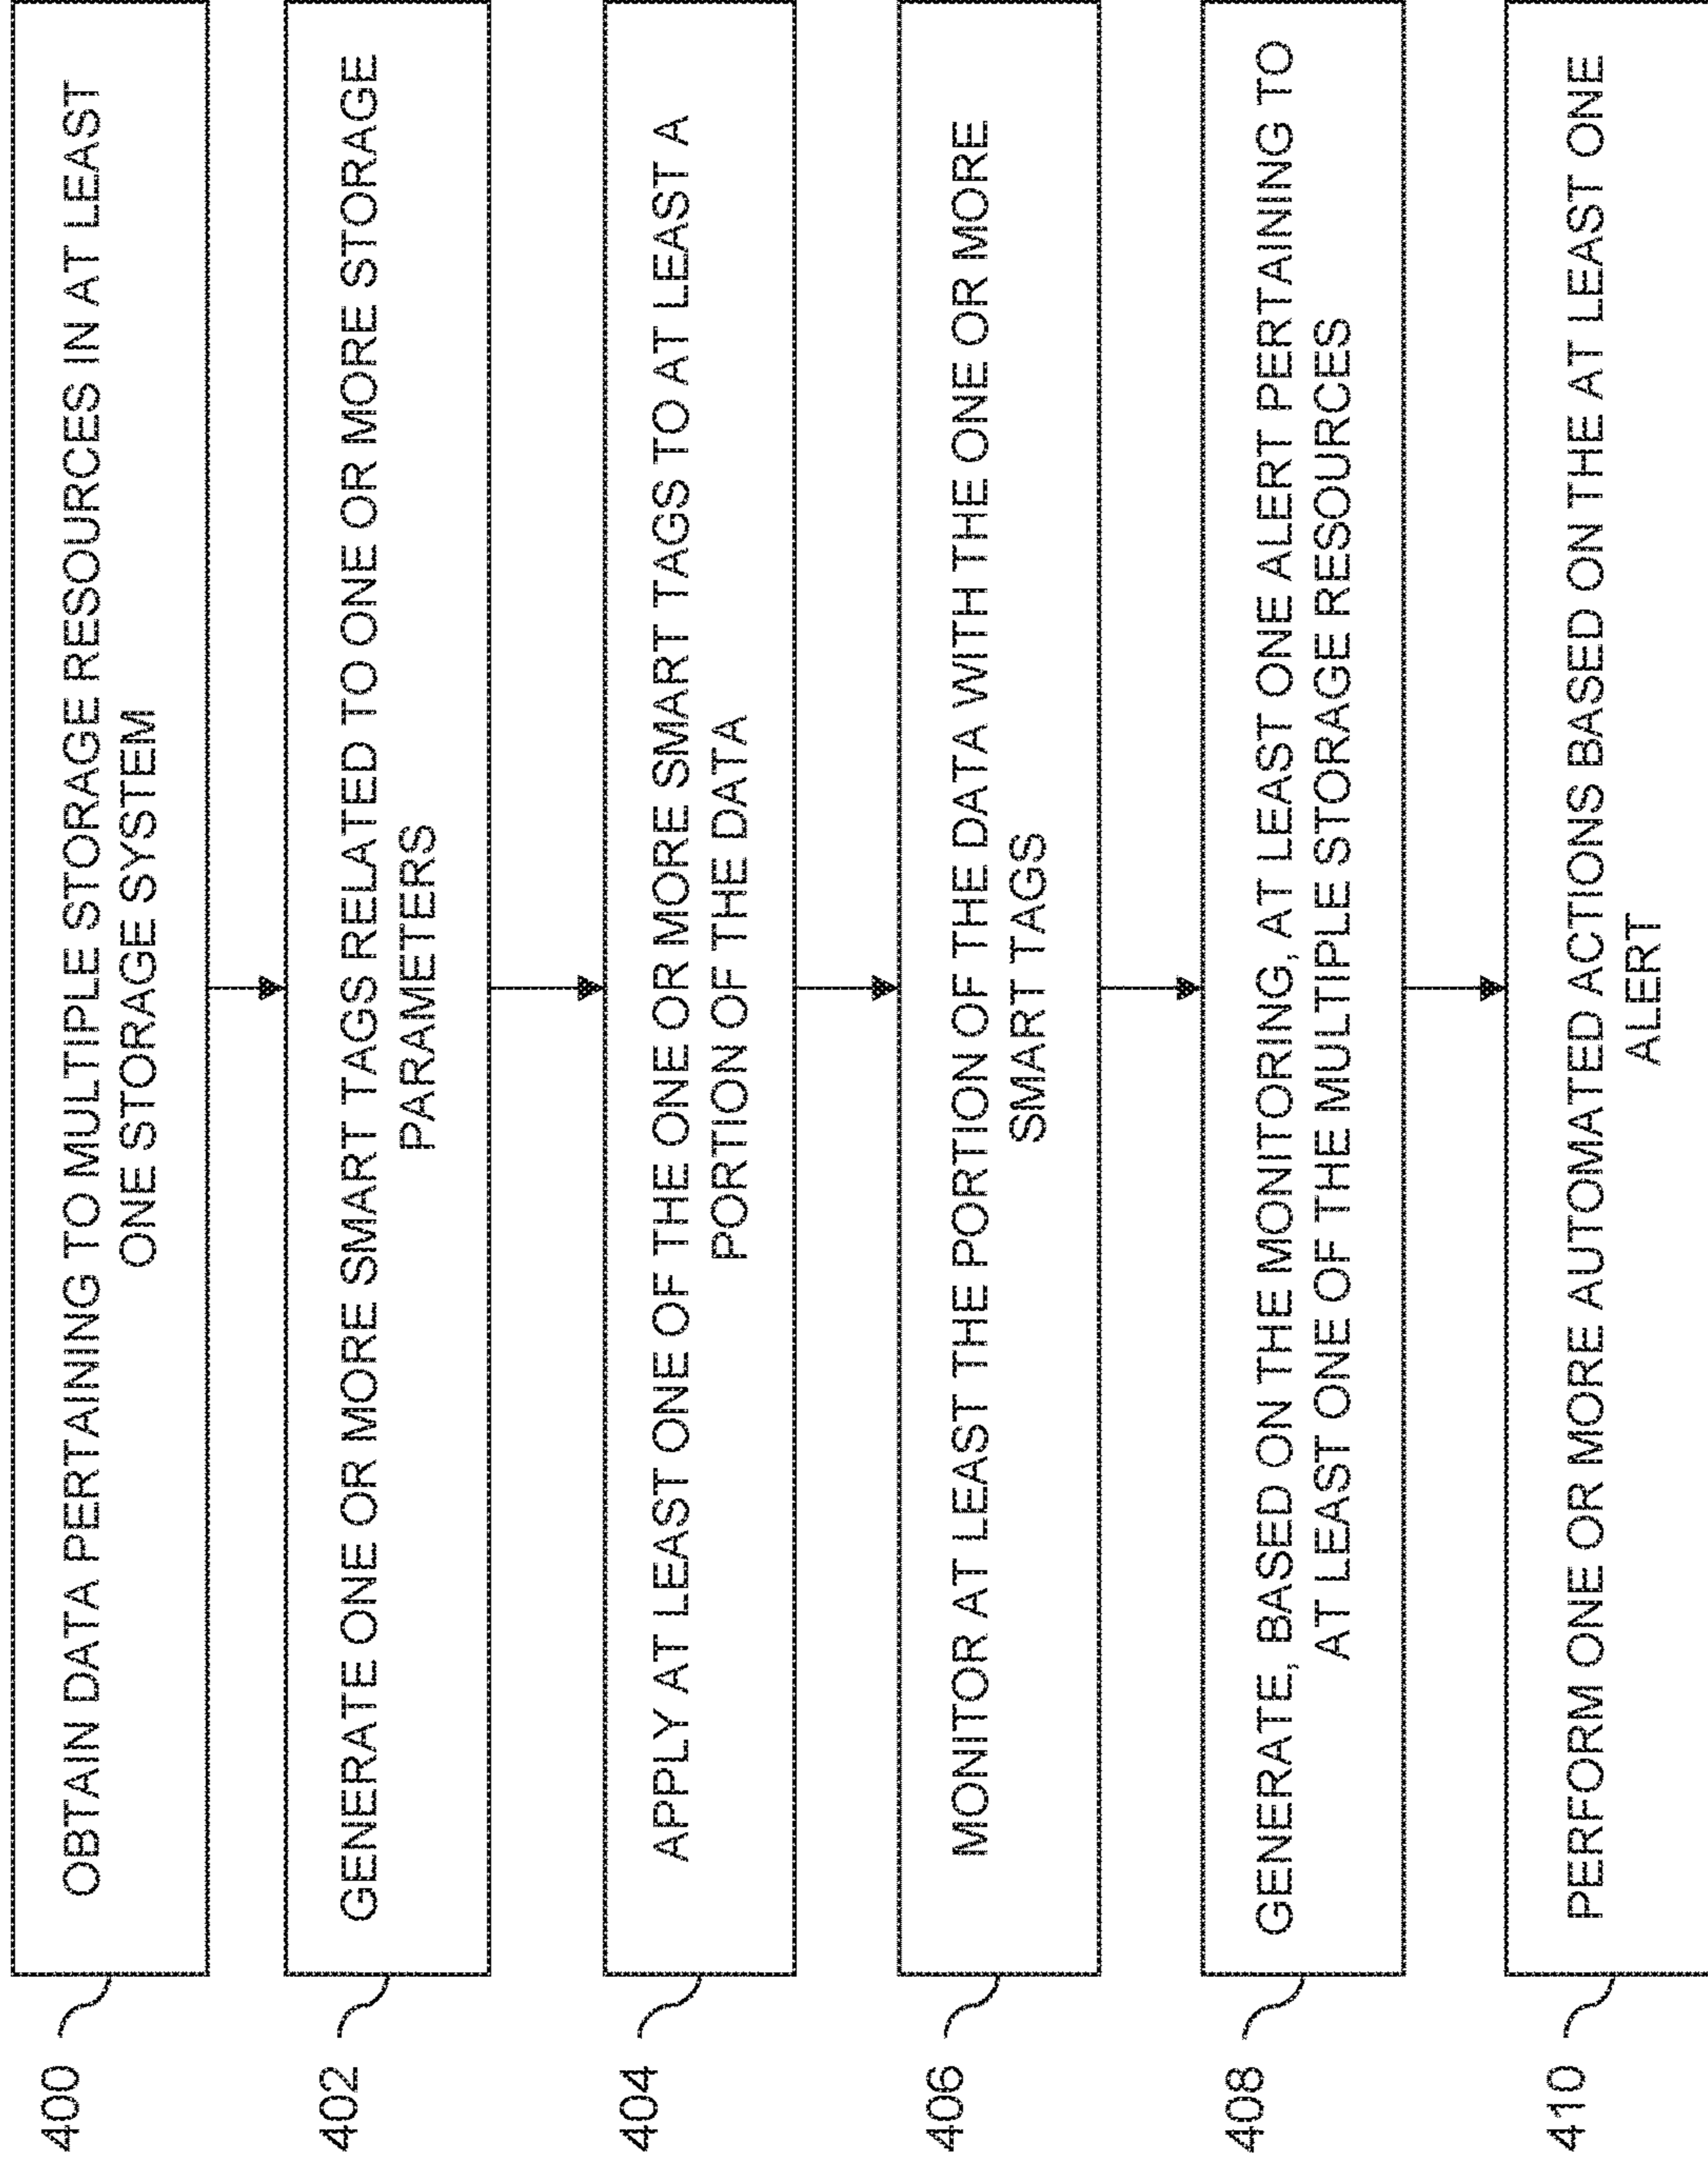 400
OBTAIN DATA PERTAINING TO MULTIPLE STORAGE RESOURCES IN AT LEAST
ONE STORAGE SYSTEM
402
GENERATE ONE OR MORE SMART TAGS RELATED TO ONE OR MORE STORAGE
PARAMETERS
404
APPLY AT LEAST ONE OF THE ONE OR MORE SMART TAGS TO AT LEAST A
PORTION OF THE DATA
406
MONITOR AT LEAST THE PORTION OF THE DATA WITH THE ONE OR MORE
SMART TAGS
408
GENERATE, BASED ON THE MONITORING, AT LEAST ONE ALERT PERTAINING TO
AT LEAST ONE OF THE MULTIPLE STORAGE RESOURCES
410
PERFORM ONE OR MORE AUTOMATED ACTIONS BASED ON THE AT LEAST ONE
ALERT